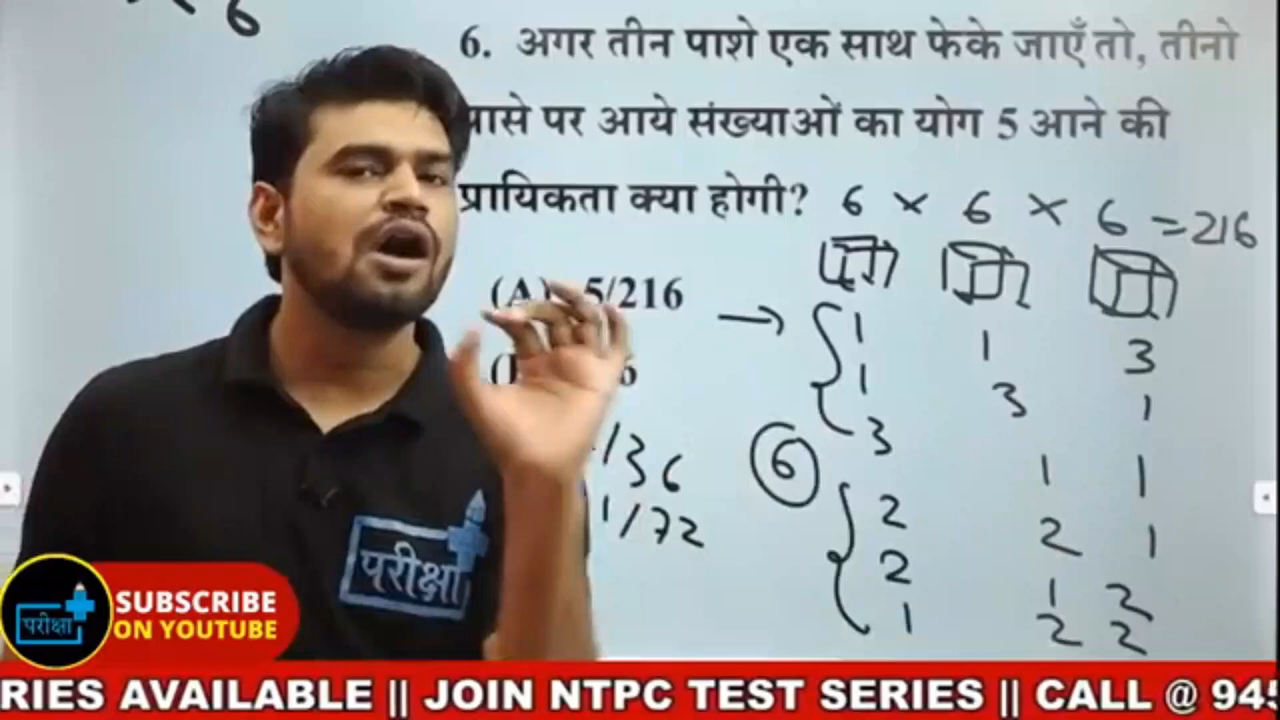 6. अगर तीन पाशे एक साथ फेके जाएँ तो, तीनो
पासे पर आये संख्याओं का योग 5 आने की
प्रायिकता क्या होगी? 6 × 6 × 6 = 216
(A) 5/216
→ 1 1 3
1 3 1
3 1 1
/36
6
2 2 1
1/72
2 1 2
1 2 2
परीक्षा
परीक्षा
SUBSCRIBE
ON YOUTUBE
RIES AVAILABLE || JOIN NTPC TEST SERIES || CALL @ 945